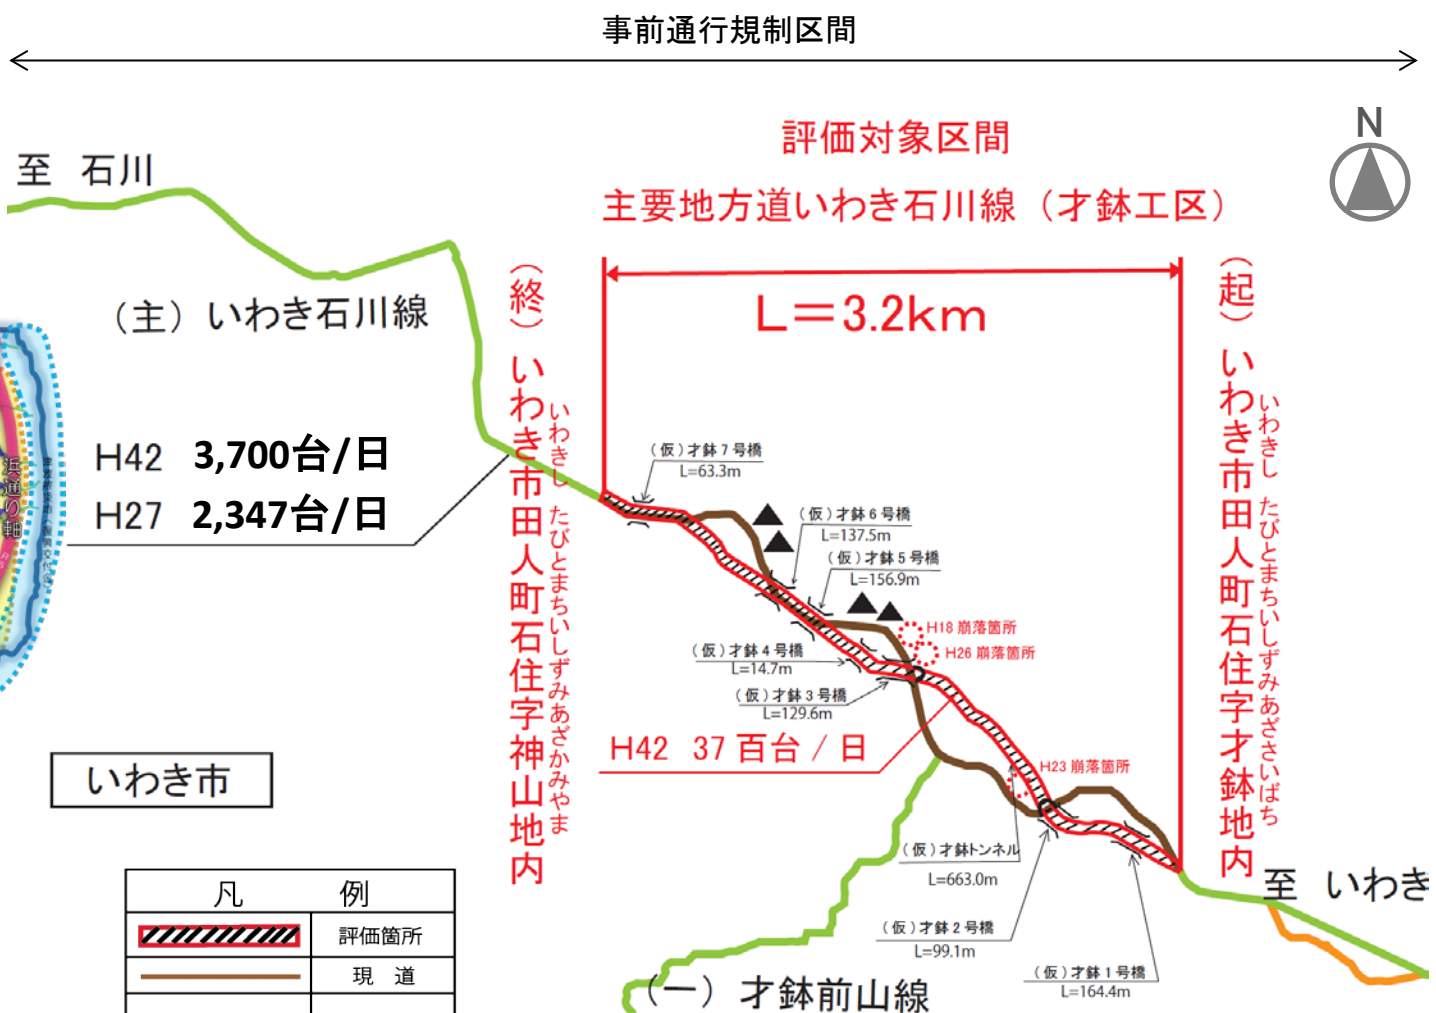 事前通行規制区間
N
評価対象区間
主要地方道いわき石川線（才鉢工区）
至 石川
（主）いわき石川線
L＝3.2km
（終）いわき市田人町石住字神山地内
いわきし たびとまちいしずみあざかみやま
（起）いわき市田人町石住字才鉢地内
いわきし たびとまちいしずみあざさいばち
H42 3,700台/日
H27 2,347台/日
浜通り軸
（仮）才鉢７号橋
L=63.3m
（仮）才鉢６号橋
L=137.5m
（仮）才鉢５号橋
L=156.9m
H18 崩落箇所
H26 崩落箇所
（仮）才鉢４号橋
L=14.7m
（仮）才鉢３号橋
L=129.6m
H42 37 百台 / 日
H23 崩落箇所
いわき市
（仮）才鉢トンネル
L=663.0m
（仮）才鉢２号橋
L=99.1m
（仮）才鉢１号橋
L=164.4m
至 いわき
（一）才鉢前山線
凡 例
評価箇所
現 道